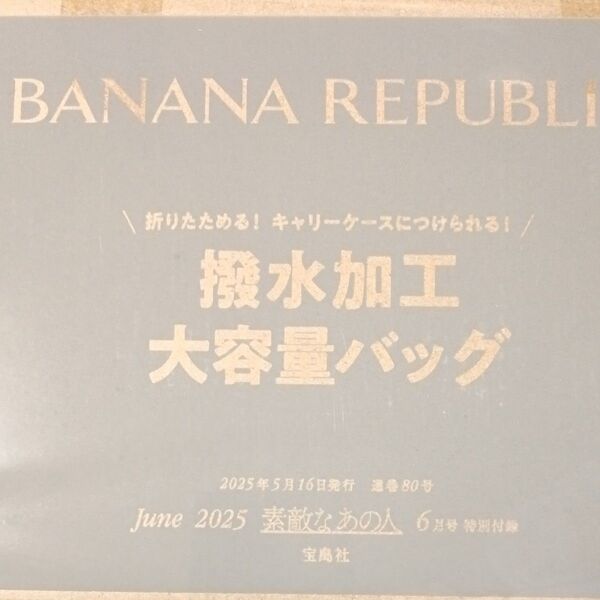 BANANA REPUBLI
\ 折りたためる! キャリーケースにつけられる! /
撥水加工
大容量バッグ
2025年5月16日発行 通巻80号
June 2025 素敵なあの人 6月号 特別付録
宝島社